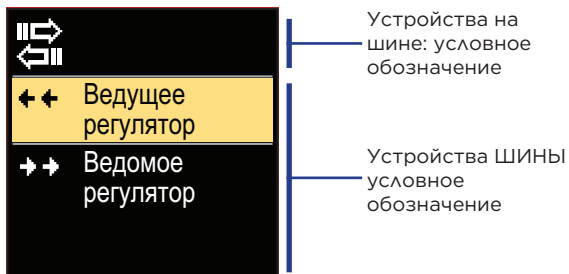 Ведущее
регулятор
Ведомое
регулятор
Устройства на
шине: условное
обозначение
Устройства ШИНЫ
условное
обозначение